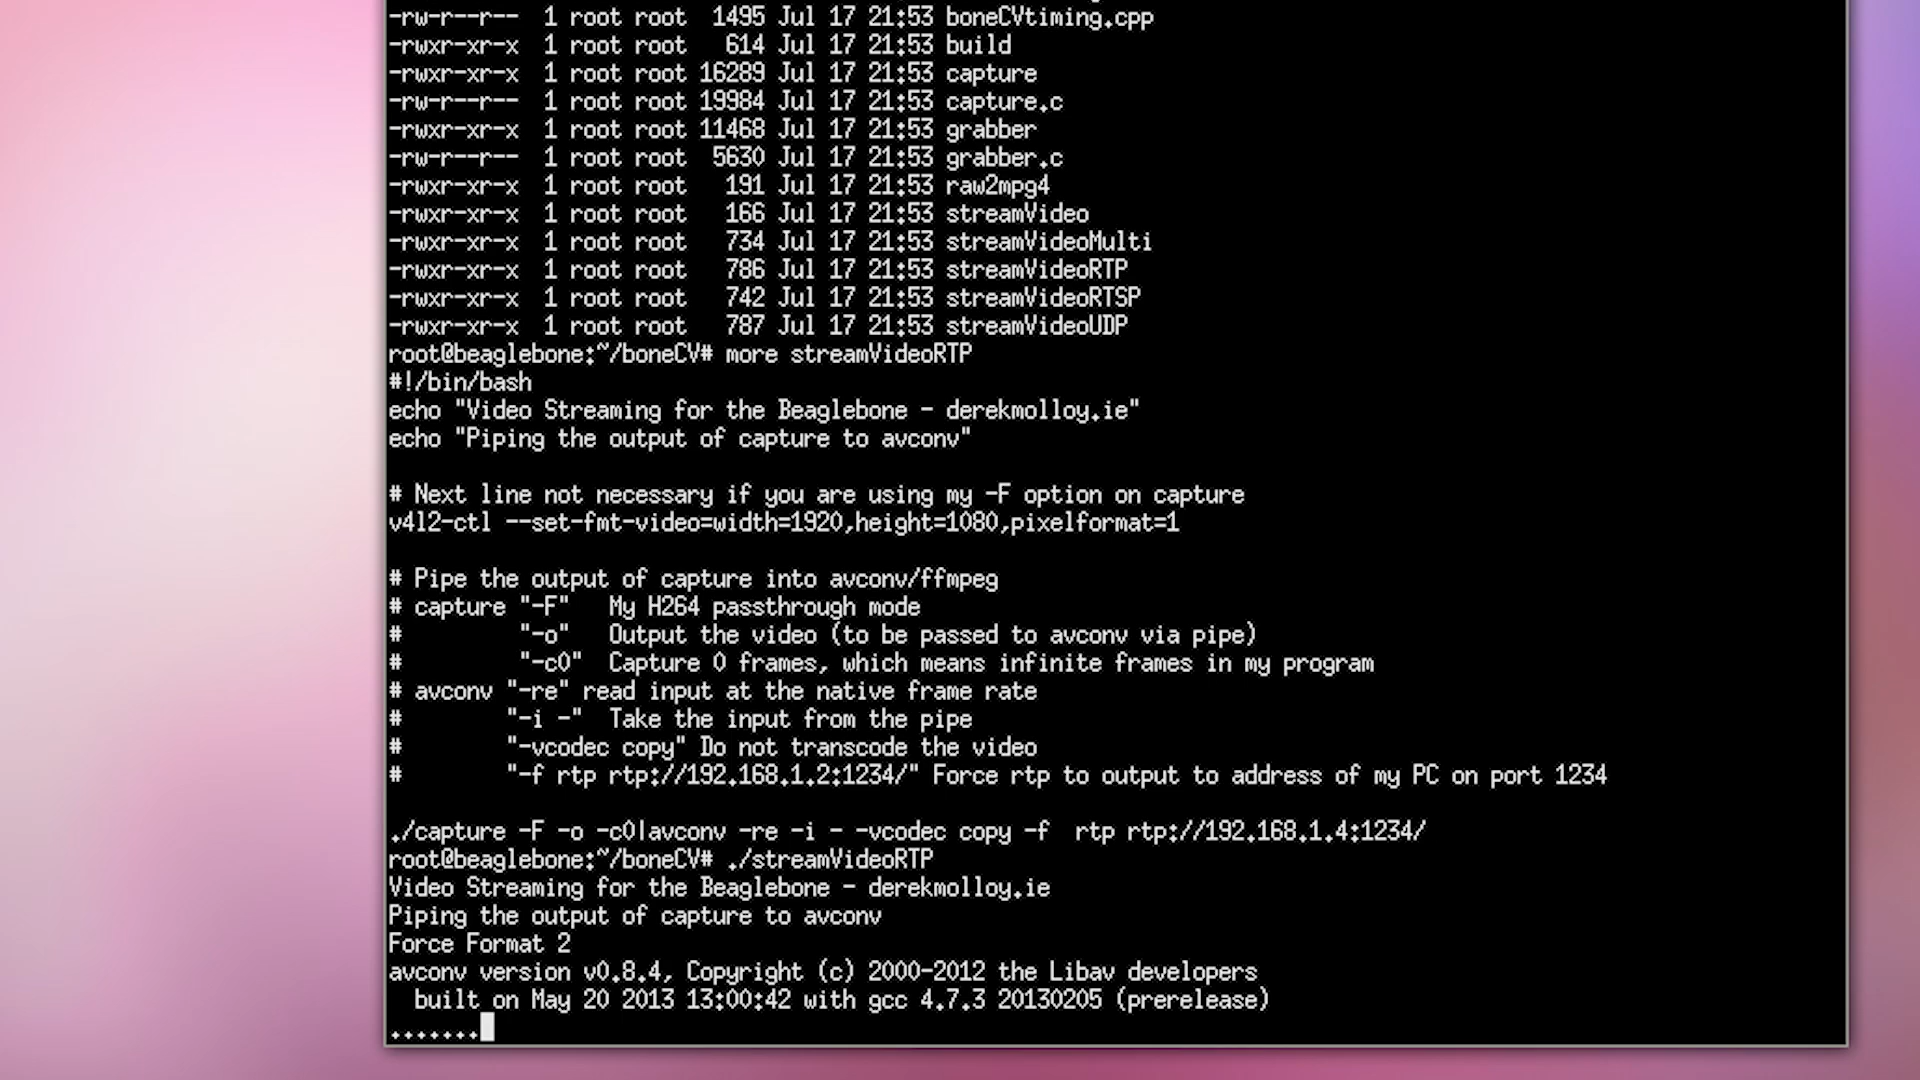 -rw-r--r-- 1 root root 1495 Jul 17 21:53 boneCVtiming.cpp
-rwxr-xr-x 1 root root 614 Jul 17 21:53 build
-rwxr-xr-x 1 root root 16289 Jul 17 21:53 capture
-rw-r--r-- 1 root root 19984 Jul 17 21:53 capture.c
-rwxr-xr-x 1 root root 11468 Jul 17 21:53 grabber
-rw-r--r-- 1 root root 5630 Jul 17 21:53 grabber.c
-rwxr-xr-x 1 root root 191 Jul 17 21:53 raw2mpg4
-rwxr-xr-x 1 root root 166 Jul 17 21:53 streamVideo
-rwxr-xr-x 1 root root 734 Jul 17 21:53 streamVideoMulti
-rwxr-xr-x 1 root root 786 Jul 17 21:53 streamVideoRTP
-rwxr-xr-x 1 root root 742 Jul 17 21:53 streamVideoRTSP
-rwxr-xr-x 1 root root 787 Jul 17 21:53 streamVideoUDP
root@beaglebone:~/boneCV# more streamVideoRTP
#!/bin/bash
echo "Video Streaming for the Beaglebone - derekmolloy.ie"
echo "Piping the output of capture to avconv"
# Next line not necessary if you are using my -F option on capture
v4l2-ctl --set-fmt-video=width=1920,height=1080,pixelformat=1
# Pipe the output of capture into avconv/ffmpeg
# capture "-F" My H264 passthrough mode
# "-o" Output the video (to be passed to avconv via pipe)
# "-c0" Capture 0 frames, which means infinite frames in my program
# avconv "-re" read input at the native frame rate
# "-i -" Take the input from the pipe
# "-vcodec copy" Do not transcode the video
# "-f rtp rtp://192.168.1.2:1234/" Force rtp to output to address of my PC on port 1234
./capture -F -o -c0|avconv -re -i - -vcodec copy -f rtp rtp://192.168.1.4:1234/
root@beaglebone:~/boneCV# ./streamVideoRTP
Video Streaming for the Beaglebone - derekmolloy.ie
Piping the output of capture to avconv
Force Format 2
avconv version v0.8.4, Copyright (c) 2000-2012 the Libav developers
built on May 20 2013 13:00:42 with gcc 4.7.3 20130205 (prerelease)
.......